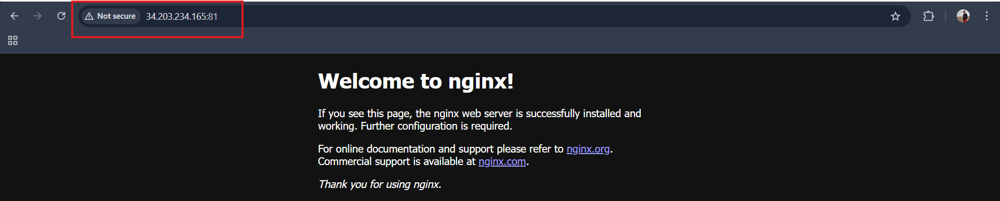 Not secure 34.203.234.165:81
Welcome to nginx!
If you see this page, the nginx web server is successfully installed and
working. Further configuration is required.
For online documentation and support please refer to nginx.org.
Commercial support is available at nginx.com.
Thank you for using nginx.